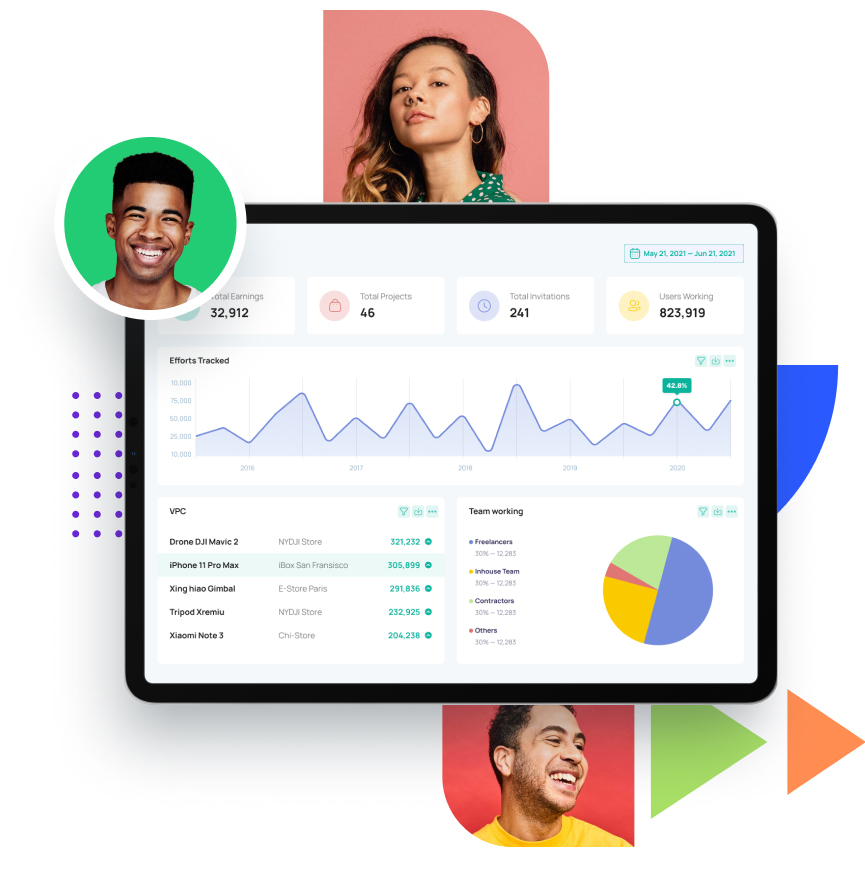 May 21, 2021 – Jun 21, 2021
Total Earnings
32,912
Total Projects
46
Total Invitations
241
Users Working
823,919
Efforts Tracked
10,000
75,000
50,000
25,000
10,000
42.8%
2016
2017
2018
2019
2020
VPC
Drone DJI Mavic 2 NYDJI Store 321,232
iPhone 11 Pro Max iBox San Fransisco 305,899
Xing hiao Gimbal E-Store Paris 291,836
Tripod Xremiu NYDJI Store 232,925
Xiaomi Note 3 Chi-Store 204,238
Team working
Freelancers
30% – 12,283
Inhouse Team
30% – 12,283
Contractors
30% – 12,283
Others
30% – 12,283